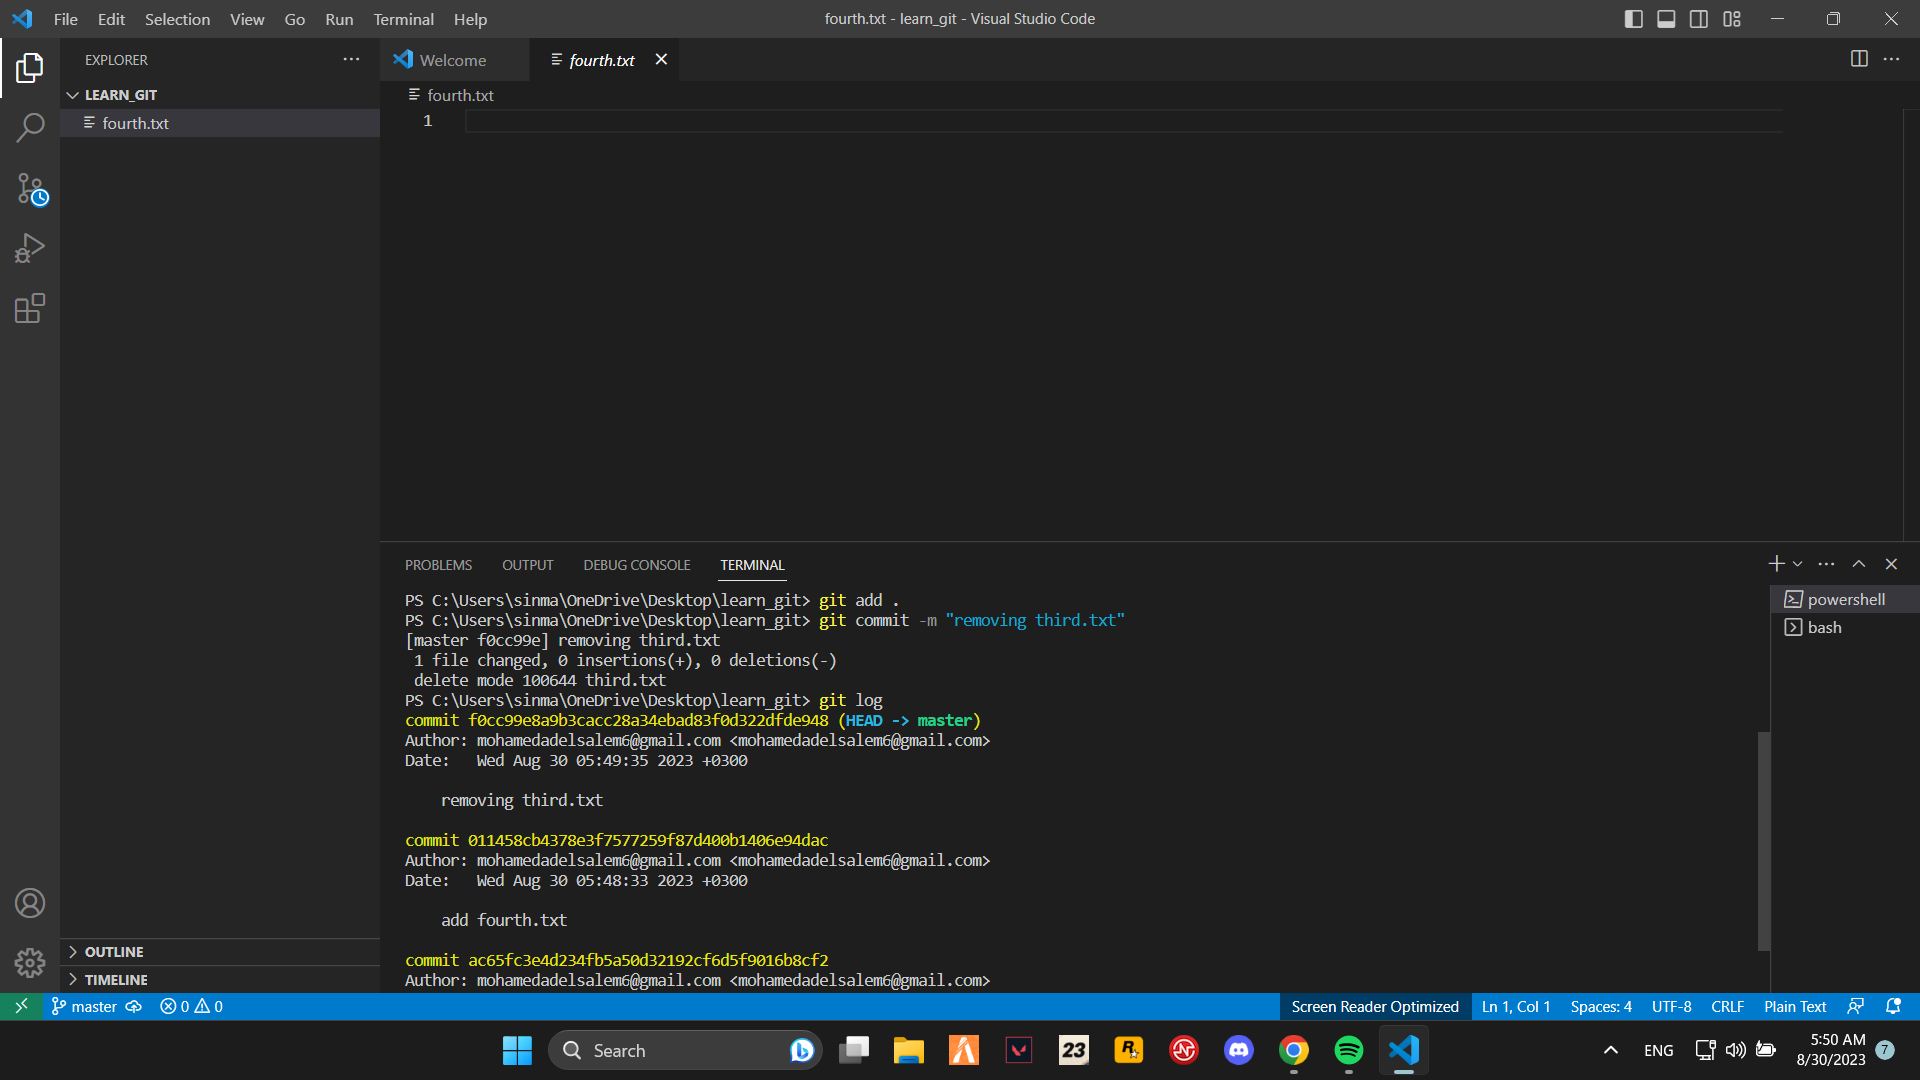 File Edit Selection View Go Run Terminal Help
fourth.txt - learn_git - Visual Studio Code
EXPLORER
LEARN_GIT
fourth.txt
OUTLINE
TIMELINE
Welcome
fourth.txt
fourth.txt
1
PROBLEMS OUTPUT DEBUG CONSOLE TERMINAL
PS C:\Users\sinma\OneDrive\Desktop\learn_git> git add .
PS C:\Users\sinma\OneDrive\Desktop\learn_git> git commit -m "removing third.txt"
[master f0cc99e] removing third.txt
1 file changed, 0 insertions(+), 0 deletions(-)
delete mode 100644 third.txt
PS C:\Users\sinma\OneDrive\Desktop\learn_git> git log
commit f0cc99e8a9b3cacc28a34ebad83f0d322dfde948 (HEAD -> master)
Author: mohamedadelsalem6@gmail.com <mohamedadelsalem6@gmail.com>
Date:   Wed Aug 30 05:49:35 2023 +0300
removing third.txt
commit 011458cb4378e3f7577259f87d400b1406e94dac
Author: mohamedadelsalem6@gmail.com <mohamedadelsalem6@gmail.com>
Date:   Wed Aug 30 05:48:33 2023 +0300
add fourth.txt
commit ac65fc3e4d234fb5a50d32192cf6d5f9016b8cf2
Author: mohamedadelsalem6@gmail.com <mohamedadelsalem6@gmail.com>
powershell
bash
master 0 0
Screen Reader Optimized Ln 1, Col 1 Spaces: 4 UTF-8 CRLF Plain Text
Search
23
R
ENG
5:50 AM
8/30/2023
7